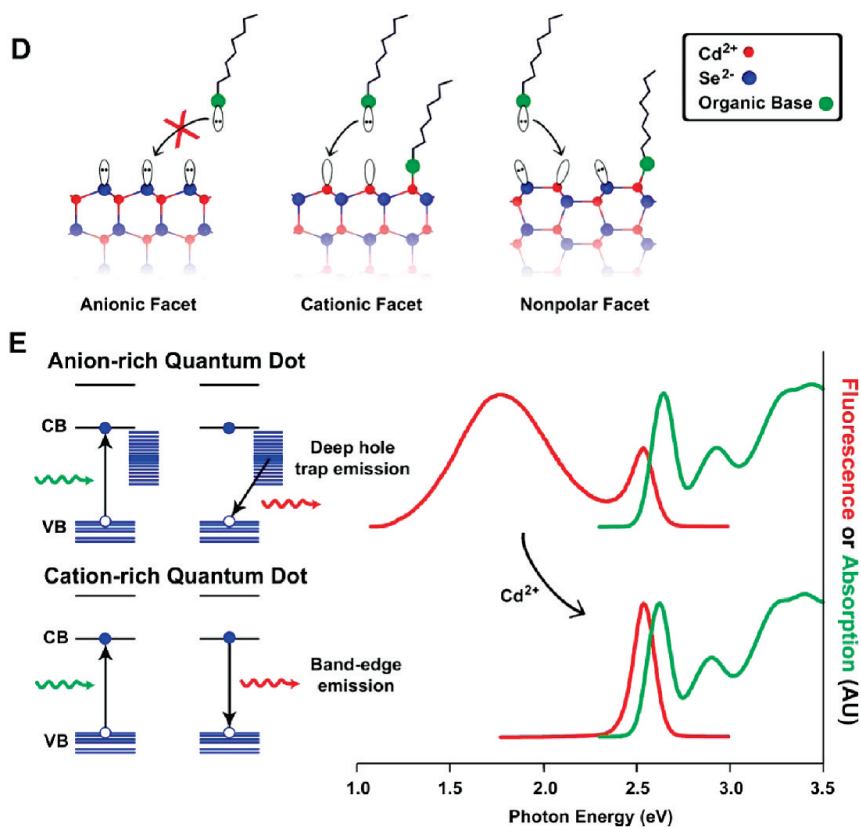 D
Cd²⁺
Se²⁻
Organic Base
Anionic Facet
Cationic Facet
Nonpolar Facet
E
Anion-rich Quantum Dot
CB
VB
Deep hole
trap emission
Cation-rich Quantum Dot
CB
VB
Band-edge
emission
Cd²⁺
1.0 1.5 2.0 2.5 3.0 3.5
Photon Energy (eV)
Fluorescence or Absorption (AU)